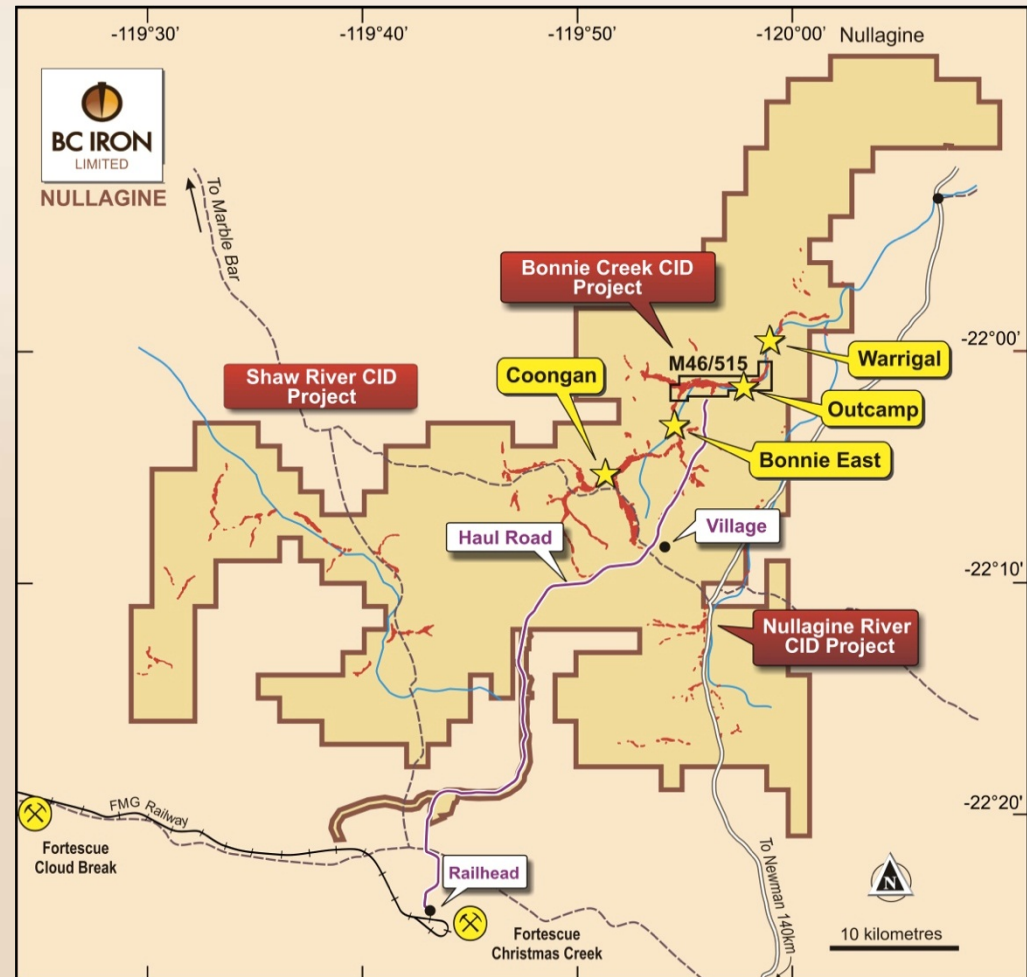 -119°30'
-119°40'
-119°50'
-120°00'
Nullagine
BC IRON
LIMITED
NULLAGINE
To Marble Bar
Bonnie Creek CID
Project
-22°00'
M46/515
Warrigal
Coongan
Shaw River CID
Project
Outcamp
Bonnie East
Village
Haul Road
-22°10'
Nullagine River
CID Project
-22°20'
FMG Railway
Fortescue
Cloud Break
To Newman 140km
Railhead
N
Fortescue
Christmas Creek
10 kilometres